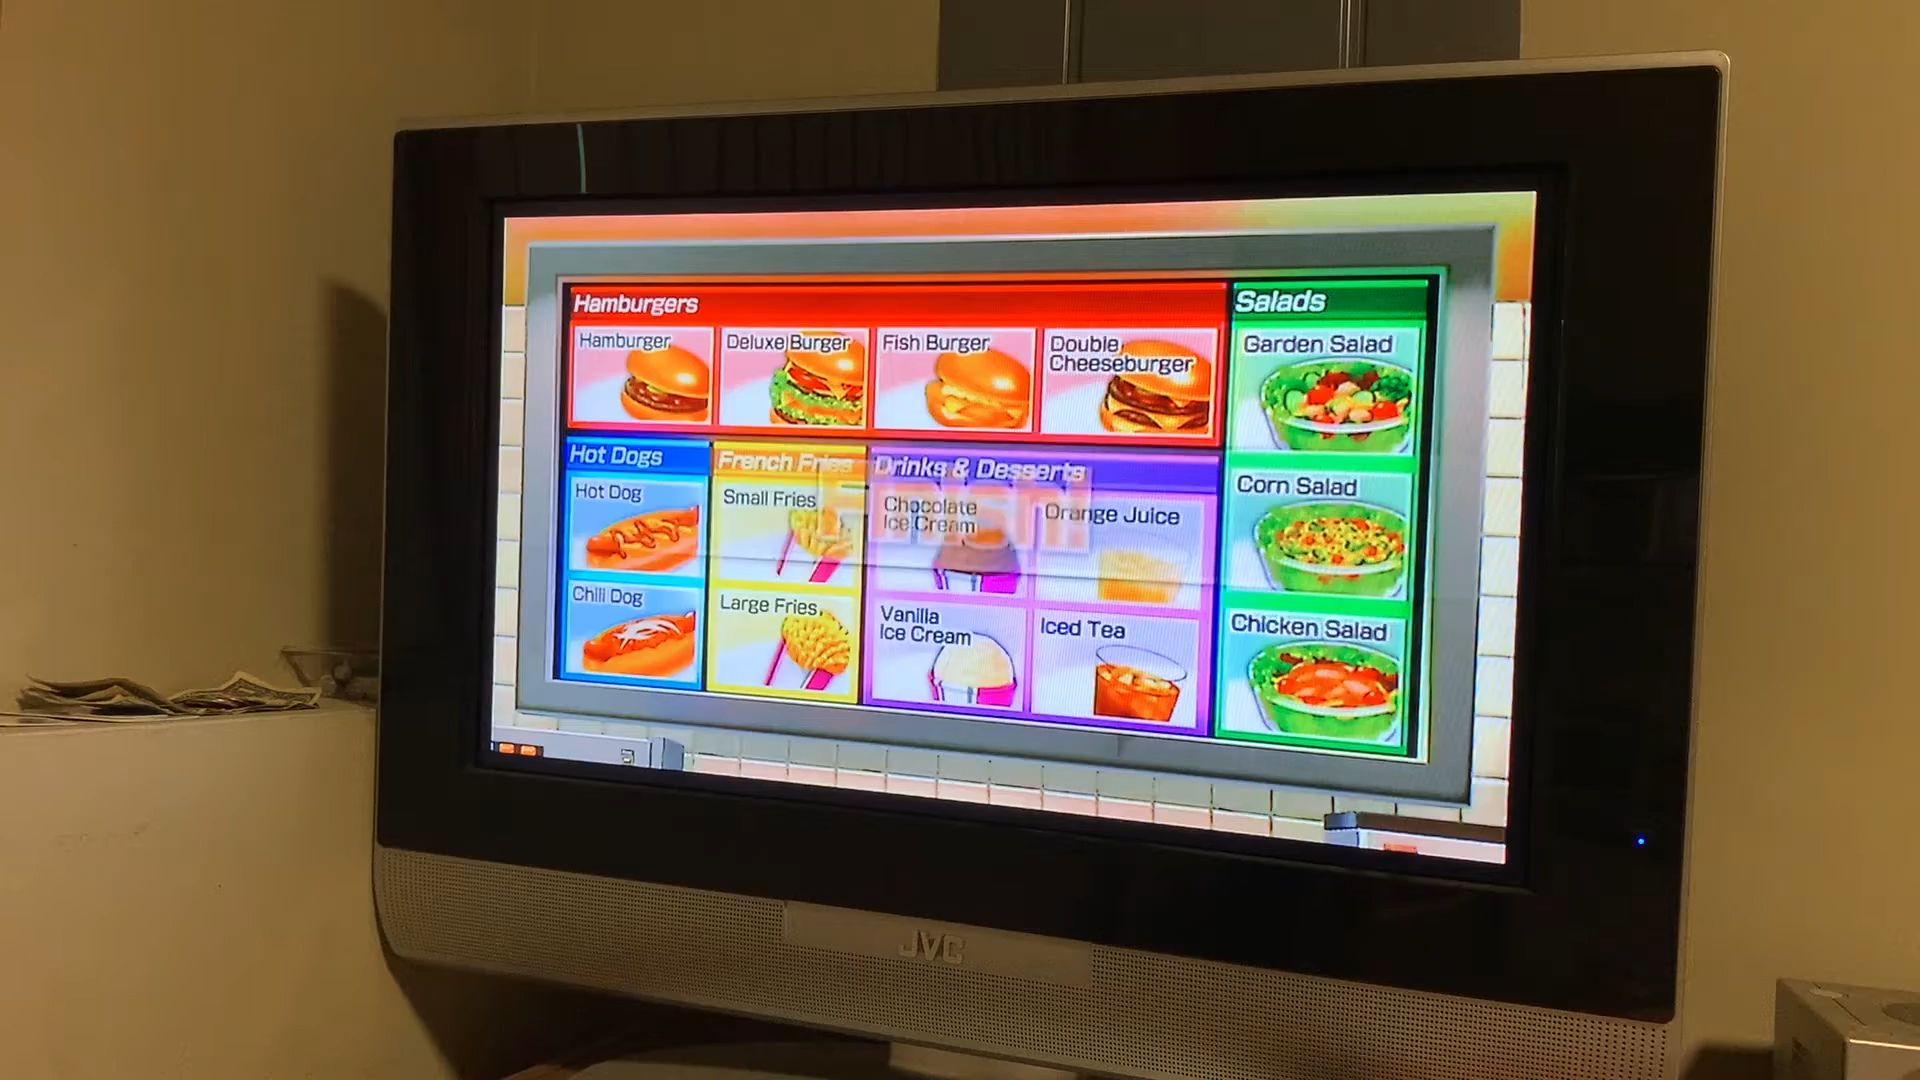 Hamburgers
Hamburger
Deluxe Burger
Fish Burger
Double
Cheeseburger
Salads
Garden Salad
Corn Salad
Chicken Salad
Hot Dogs
Hot Dog
Chili Dog
French Fries
Small Fries
Large Fries
Drinks & Desserts
Chocolate
Ice Cream
Orange Juice
Vanilla
Ice Cream
Iced Tea
Finish!
JVC